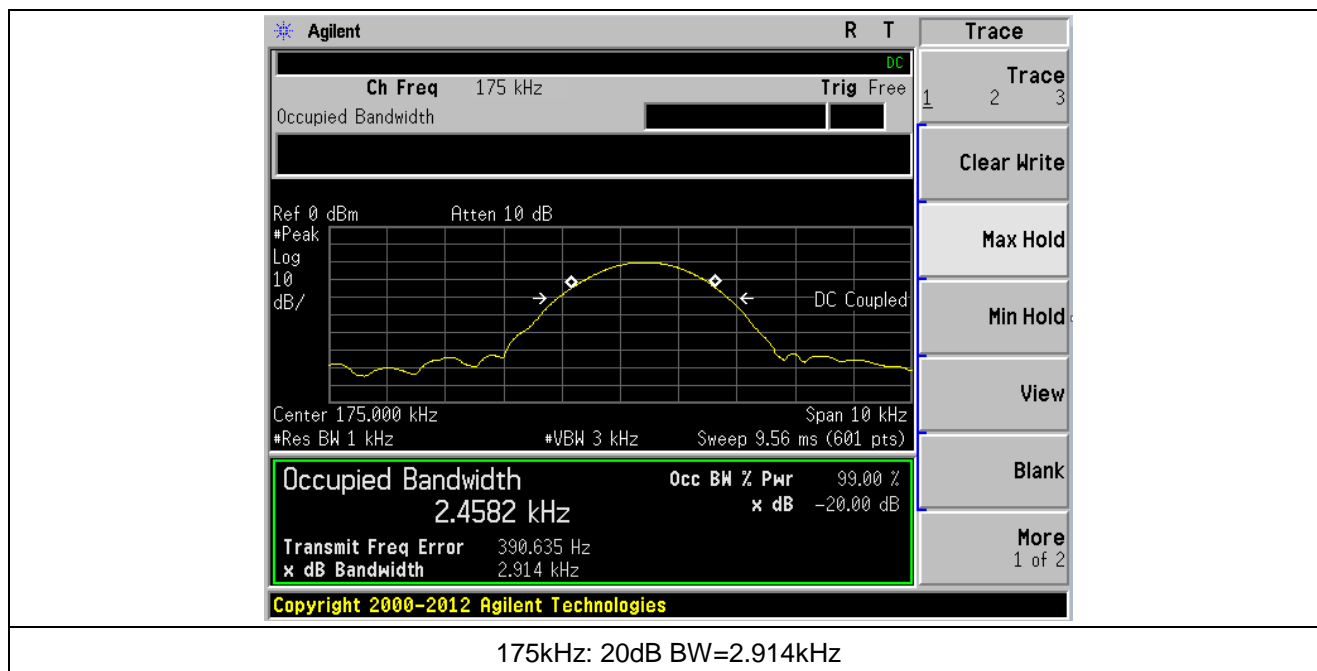 Agilent R T Trace
DC
Ch Freq 175 kHz Trig Free
Occupied Bandwidth
Trace
1 2 3
Clear Write
Ref 0 dBm Atten 10 dB
#Peak
Log
10
dB/
DC Coupled
Max Hold
Min Hold
View
Center 175.000 kHz Span 10 kHz
#Res BW 1 kHz #VBW 3 kHz Sweep 9.56 ms (601 pts)
Occupied Bandwidth
2.4582 kHz
Occ BW % Pwr 99.00 %
x dB -20.00 dB
Transmit Freq Error 390.635 Hz
x dB Bandwidth 2.914 kHz
Blank
More
1 of 2
Copyright 2000-2012 Agilent Technologies
175kHz: 20dB BW=2.914kHz